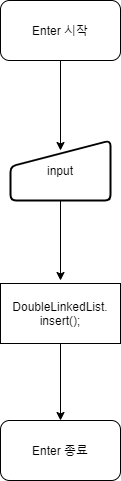 Enter 시작
input
DoubleLinkedList.
insert();
Enter 종료